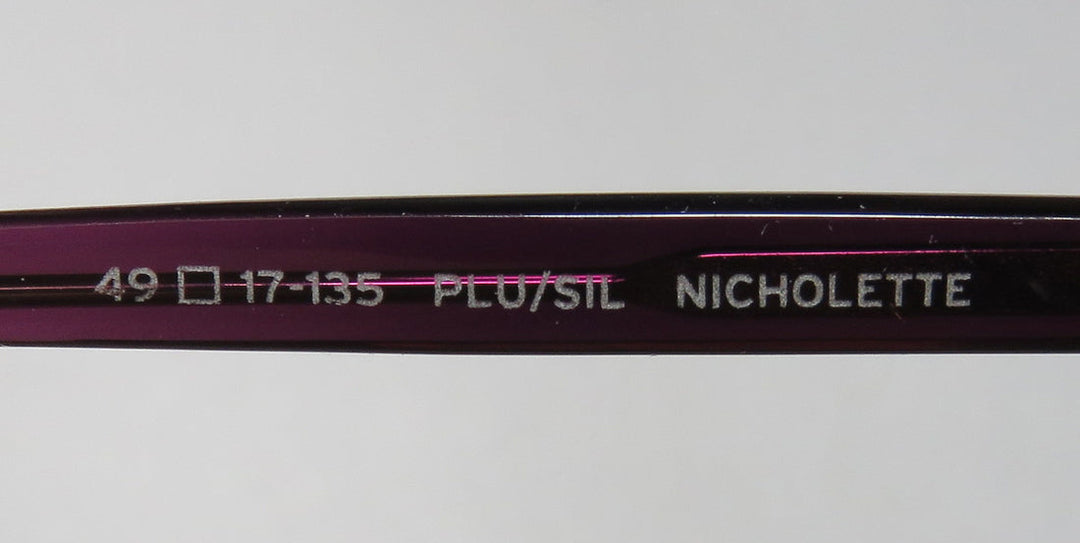 49 □ 17-135 PLU/SIL NICHOLETTE